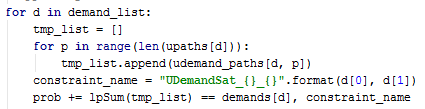 for d in demand_list:
    tmp_list = []
    for p in range(len(upaths[d])):
        tmp_list.append(udemand_paths[d, p])
    constraint_name = "UDemandSat_{}_{}".format(d[0], d[1])
    prob += lpSum(tmp_list) == demands[d], constraint_name